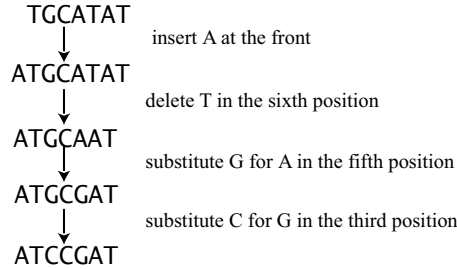 TGCATAT
insert A at the front
ATGCATAT
delete T in the sixth position
ATGCAAT
substitute G for A in the fifth position
ATGCGAT
substitute C for G in the third position
ATCCGAT